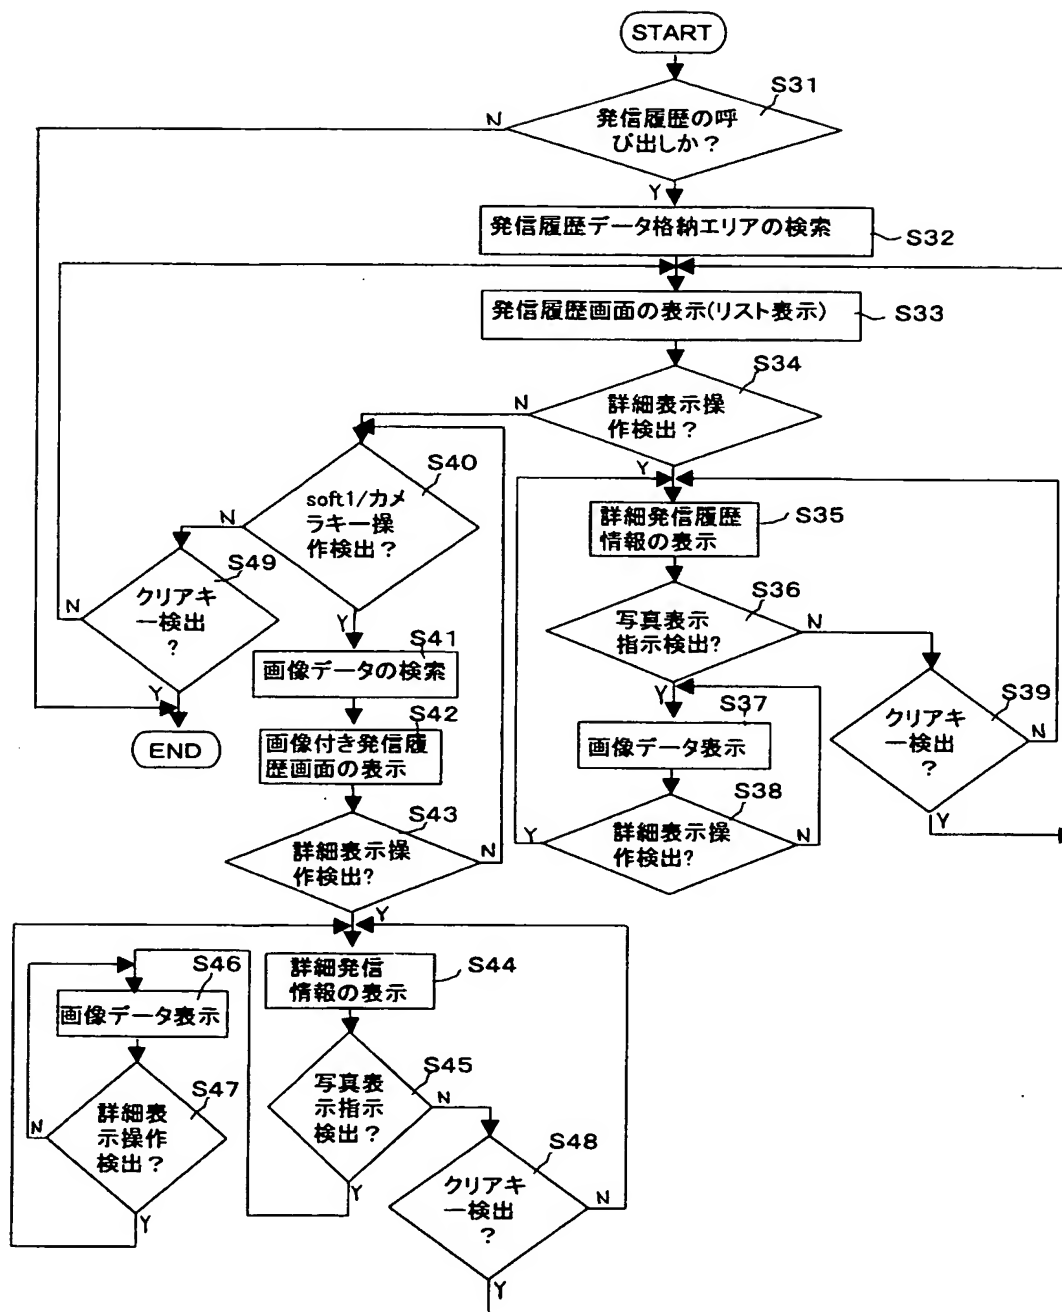 START
S31
N
発信履歴の呼
び出しか?
Y
発信履歴データ格納エリアの検索
S32
発信履歴画面の表示(リスト表示)
S33
S34
N
詳細表示操
作検出?
Y
S40
soft1/カメ
ラキー操
作検出?
N
Y
S49
クリアキ
ー検出
?
N
Y
END
S41
画像データの検索
S42
画像付き発信履
歴画面の表示
S43
詳細表示操
作検出?
N
Y
詳細発信履歴
情報の表示
S35
S36
写真表示
指示検出?
N
Y
S37
画像データ表示
S38
詳細表示操
作検出?
Y
N
S39
クリアキ
ー検出
?
N
Y
詳細発信
情報の表示
S44
S45
写真表
示指示
検出?
N
Y
S46
画像データ表示
S47
詳細表
示操作
検出?
N
Y
S48
クリアキ
ー検出
?
N
Y